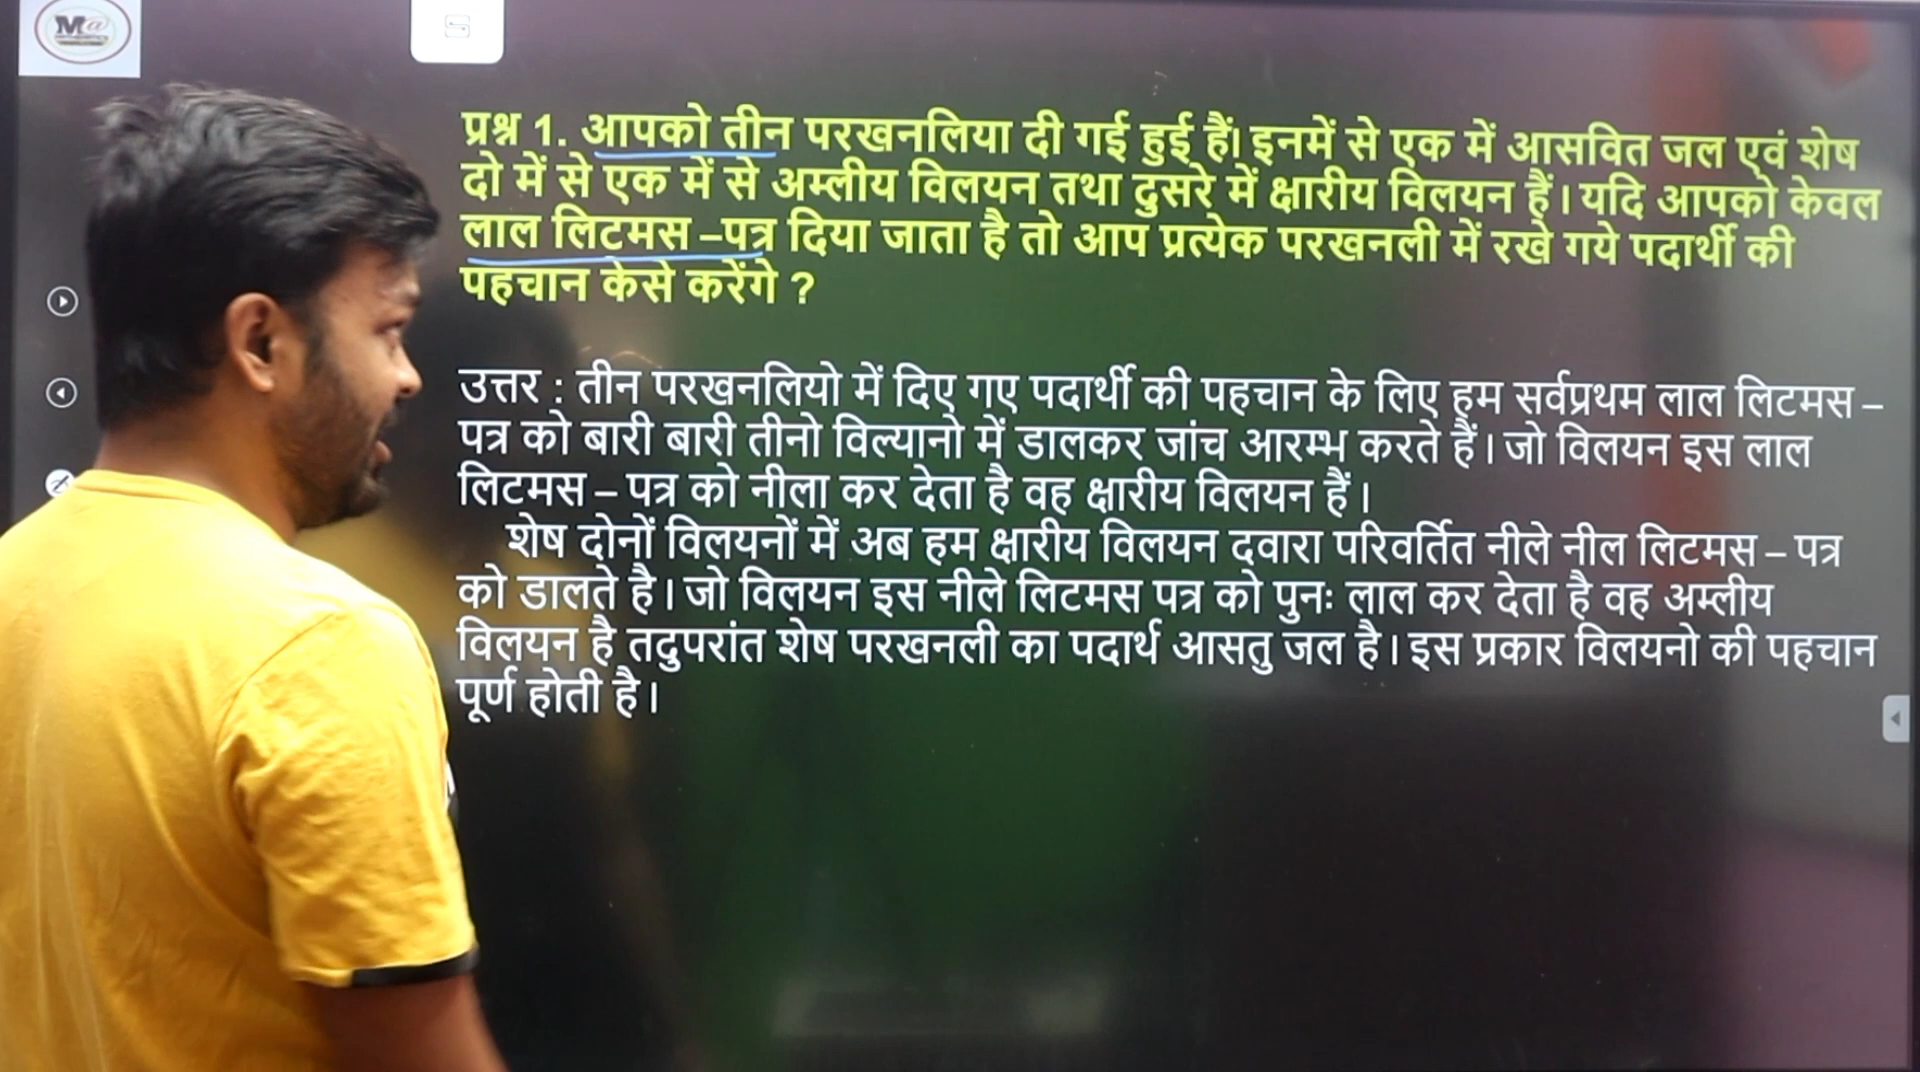 M@
प्रश्न 1. आपको तीन परखनलिया दी गई हुई हैं। इनमें से एक में आसवित जल एवं शेष
दो में से एक में से अम्लीय विलयन तथा दुसरे में क्षारीय विलयन हैं। यदि आपको केवल
लाल लिटमस –पत्र दिया जाता है तो आप प्रत्येक परखनली में रखे गये पदार्थी की
पहचान केसे करेंगे ?
उत्तर : तीन परखनलियो में दिए गए पदार्थी की पहचान के लिए हम सर्वप्रथम लाल लिटमस –
पत्र को बारी बारी तीनो विल्यानो में डालकर जांच आरम्भ करते हैं। जो विलयन इस लाल
लिटमस – पत्र को नीला कर देता है वह क्षारीय विलयन हैं।
शेष दोनों विलयनों में अब हम क्षारीय विलयन दवारा परिवर्तित नीले नील लिटमस – पत्र
को डालते है। जो विलयन इस नीले लिटमस पत्र को पुनः लाल कर देता है वह अम्लीय
विलयन है तदुपरांत शेष परखनली का पदार्थ आसतु जल है। इस प्रकार विलयनो की पहचान
पूर्ण होती है।